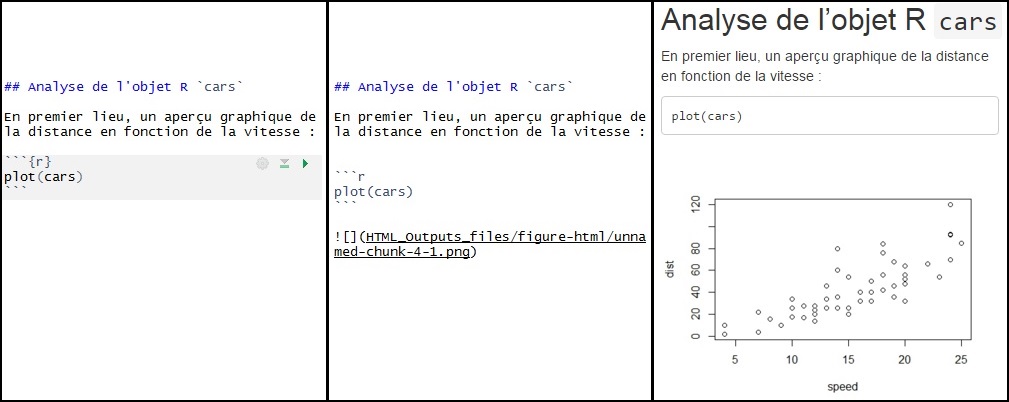 ## Analyse de l'objet R `cars`
En premier lieu, un aperçu graphique de
la distance en fonction de la vitesse :
```{r}
plot(cars)
```
## Analyse de l'objet R `cars`
En premier lieu, un aperçu graphique de
la distance en fonction de la vitesse :
```r
plot(cars)
```
![](HTML_Outputs_files/figure-html/unna
med-chunk-4-1.png)
Analyse de l’objet R cars
En premier lieu, un aperçu graphique de la distance
en fonction de la vitesse :
plot(cars)
120
80
60
40
20
0
dist
5 10 15 20 25
speed